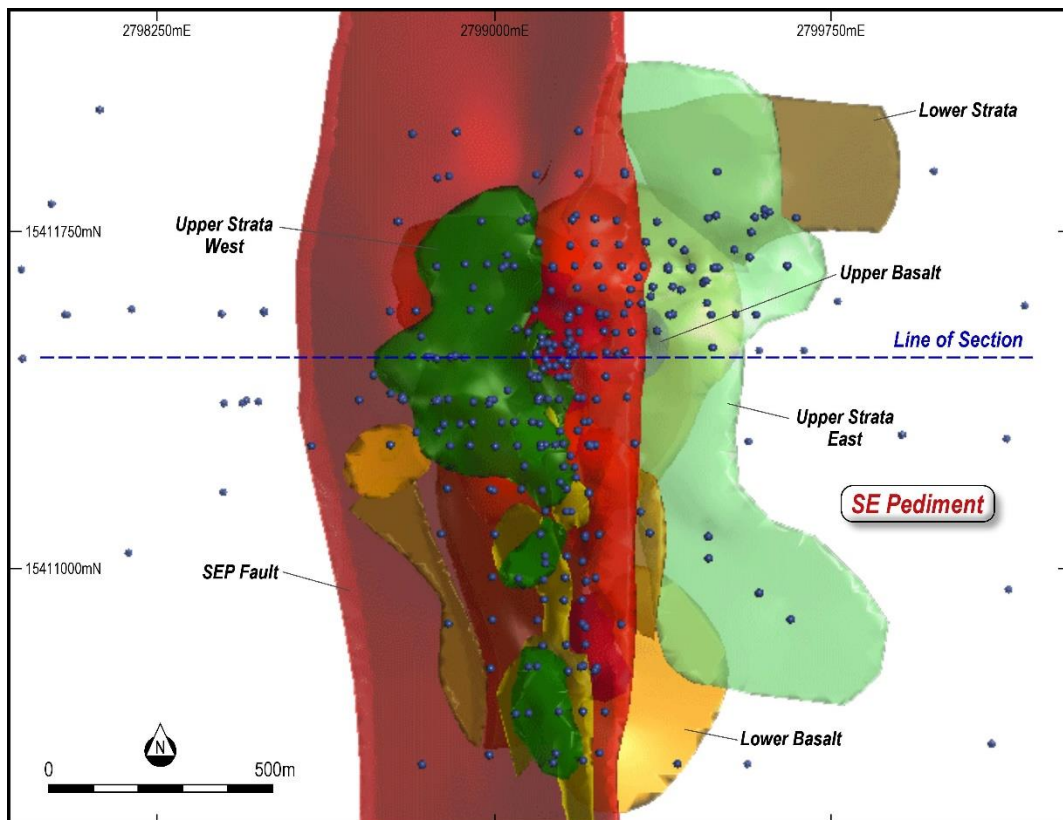 2798250mE
2799000mE
2799750mE
Lower Strata
Upper Strata
West
15411750mN
Upper Basalt
Line of Section
Upper Strata
East
SE Pediment
SEP Fault
15411000mN
Lower Basalt
N
0
500m